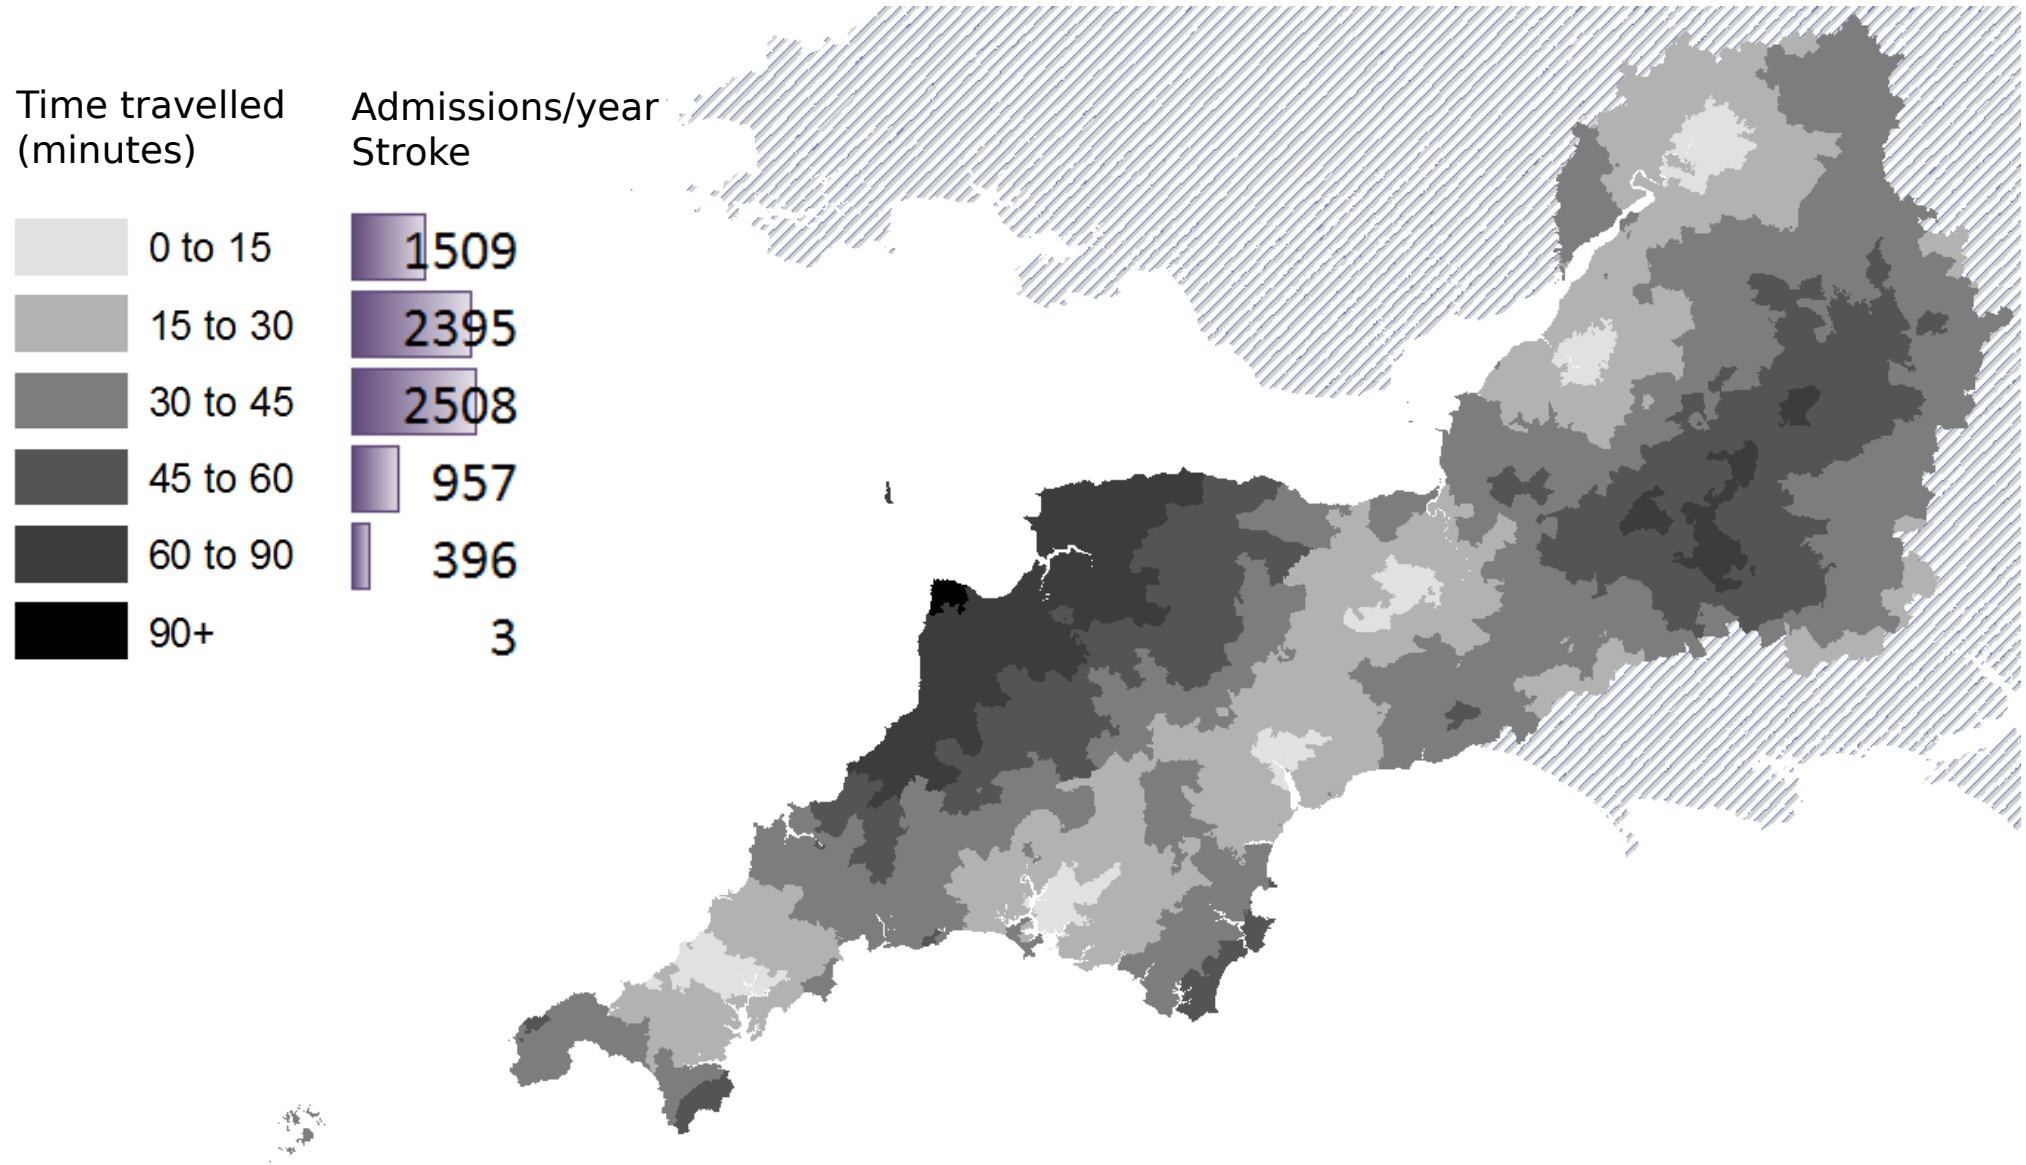 Time travelled
(minutes)
Admissions/year
Stroke
0 to 15
1509
15 to 30
2395
30 to 45
2508
45 to 60
957
60 to 90
396
90+
3